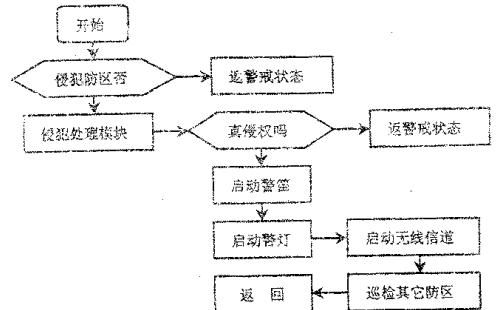 开始
侵犯防区否
返警戒状态
侵犯处理模块
真侵权吗
返警戒状态
启动警笛
启动警灯
启动无线信道
返 回
巡检其它防区